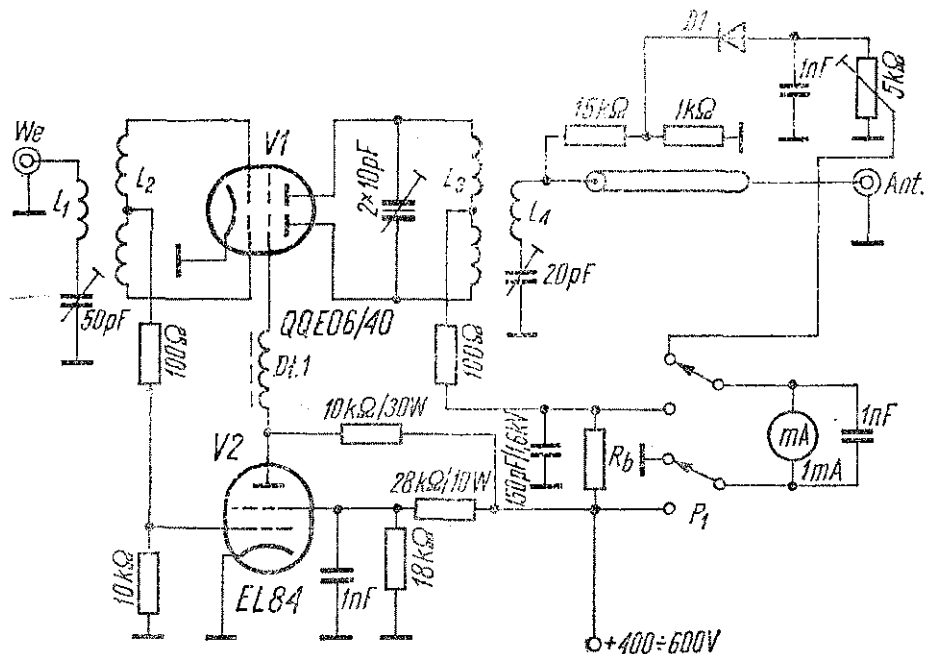 D1
1nF
5kΩ
We
V1
15kΩ
1kΩ
L1
L2
2×10pF
L3
L4
Ant.
50pF
20pF
QQE06/40
100Ω
Dł.1
100Ω
10kΩ/30W
V2
150pF/1,6kV
Rb
mA
1mA
1nF
28kΩ/10W
P1
10kΩ
EL84
1nF
18kΩ
+400÷600V